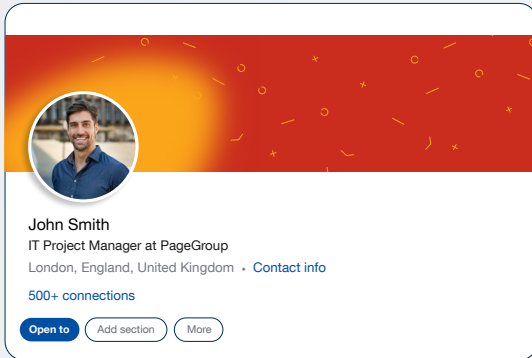 John Smith
IT Project Manager at PageGroup
London, England, United Kingdom • Contact info
500+ connections
Open to Add section More